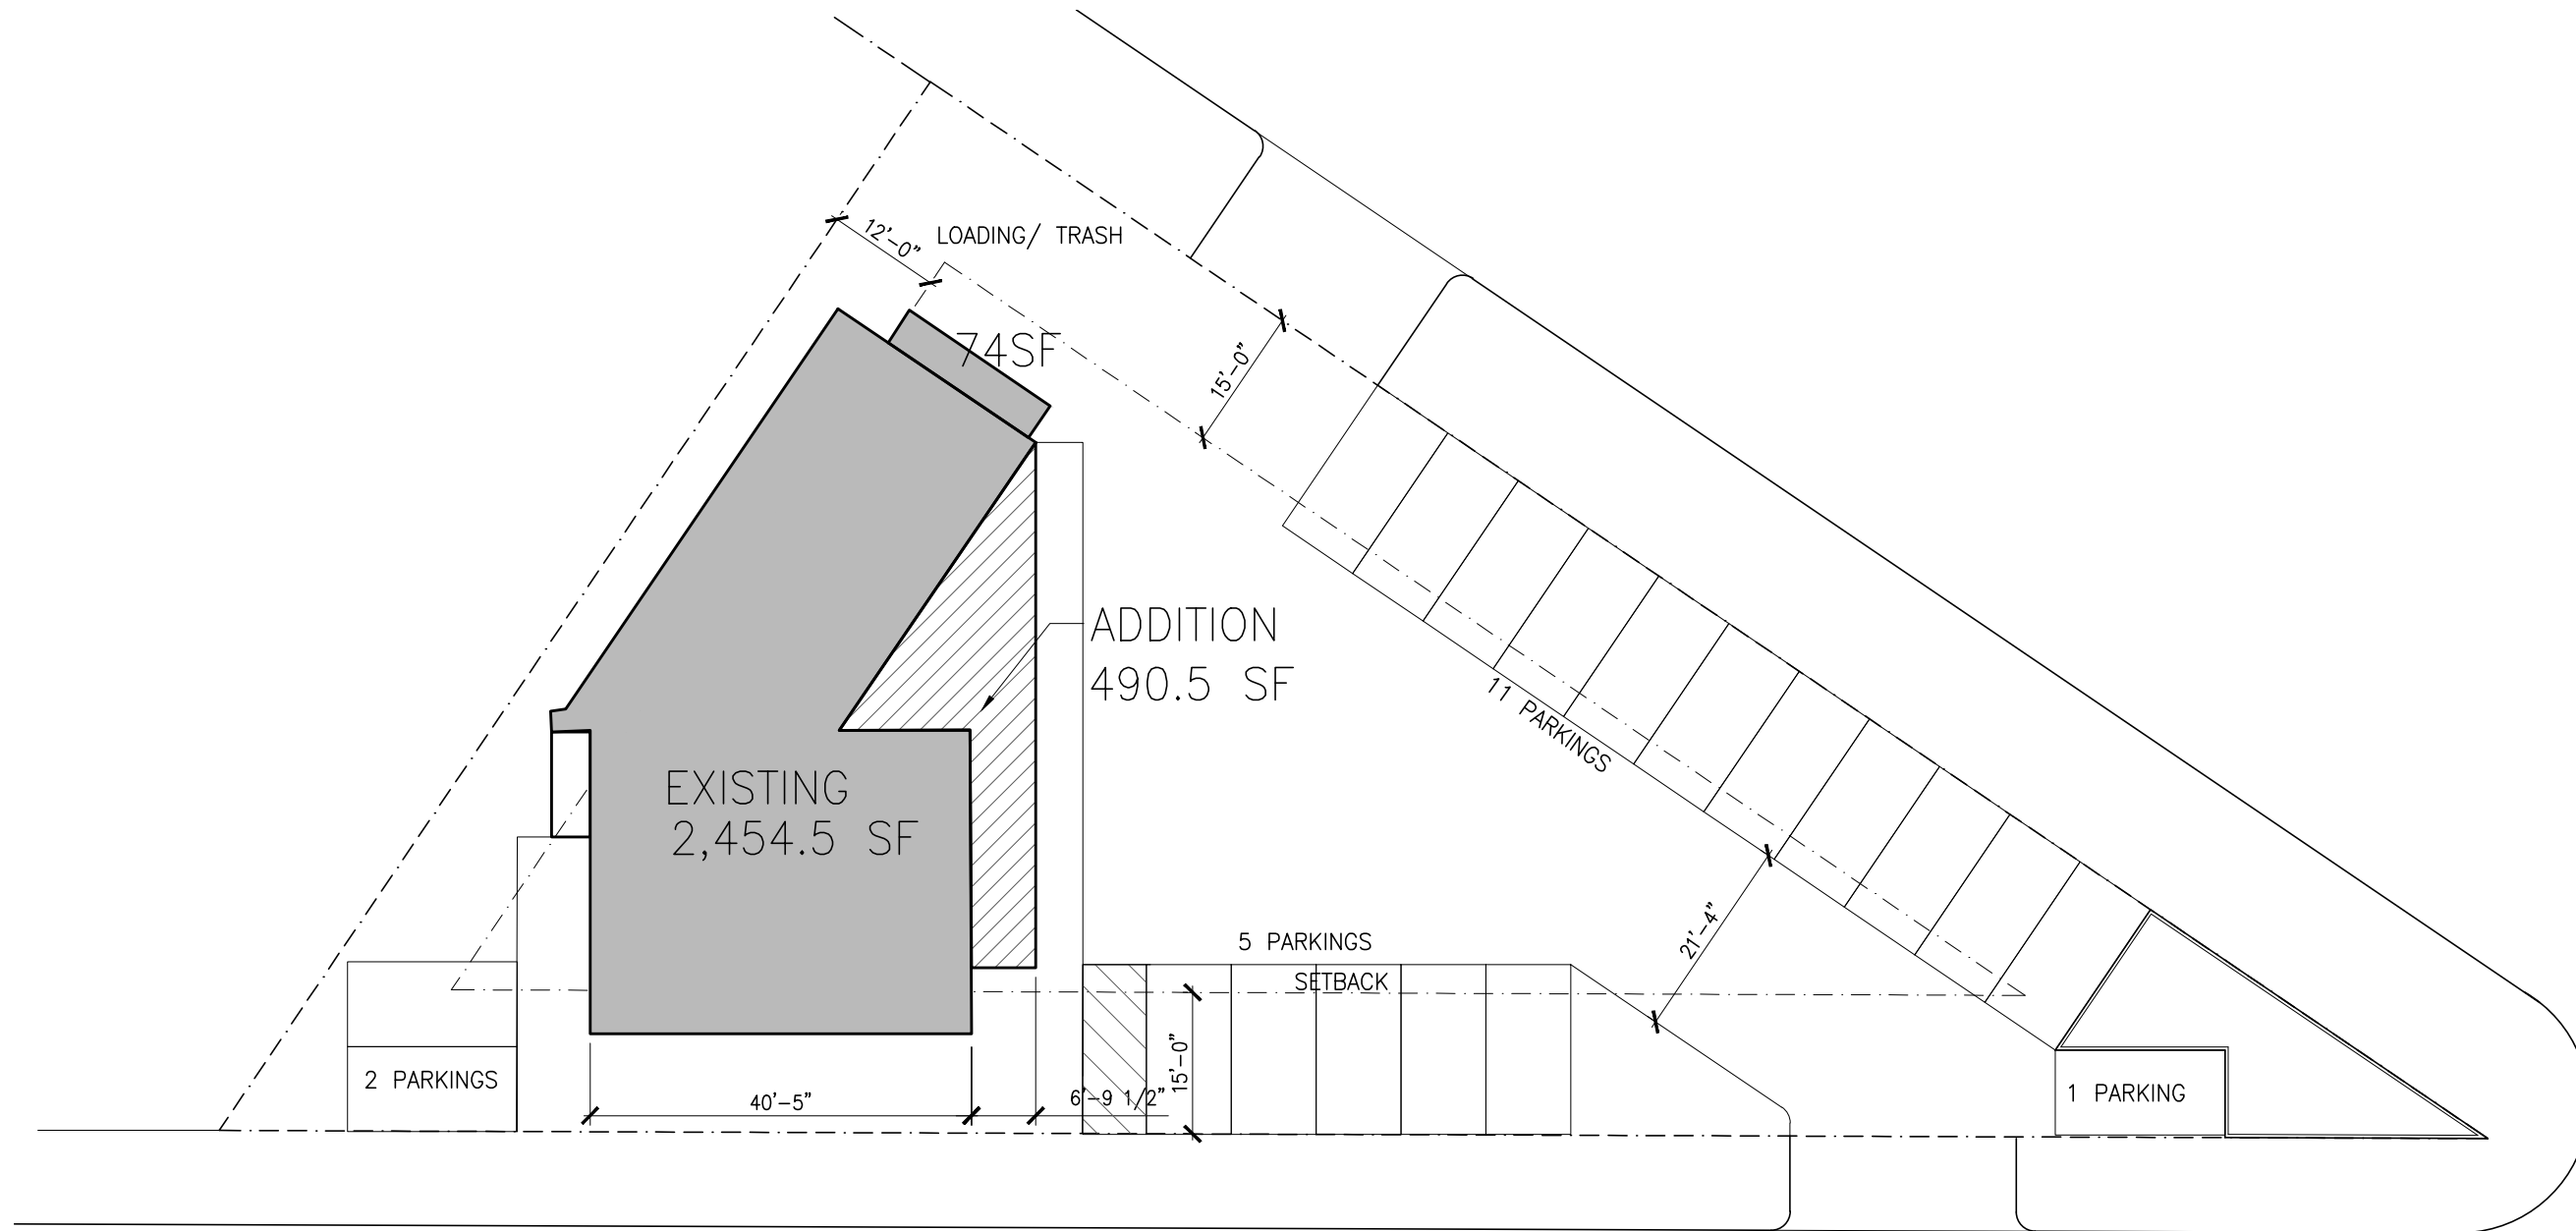 12'-0"
LOADING/ TRASH
74SF
15'-0"
ADDITION
490.5 SF
11 PARKINGS
EXISTING
2,454.5 SF
21'-4"
5 PARKINGS
SETBACK
15'-0"
2 PARKINGS
40'-5"
6'-9 1/2"
1 PARKING